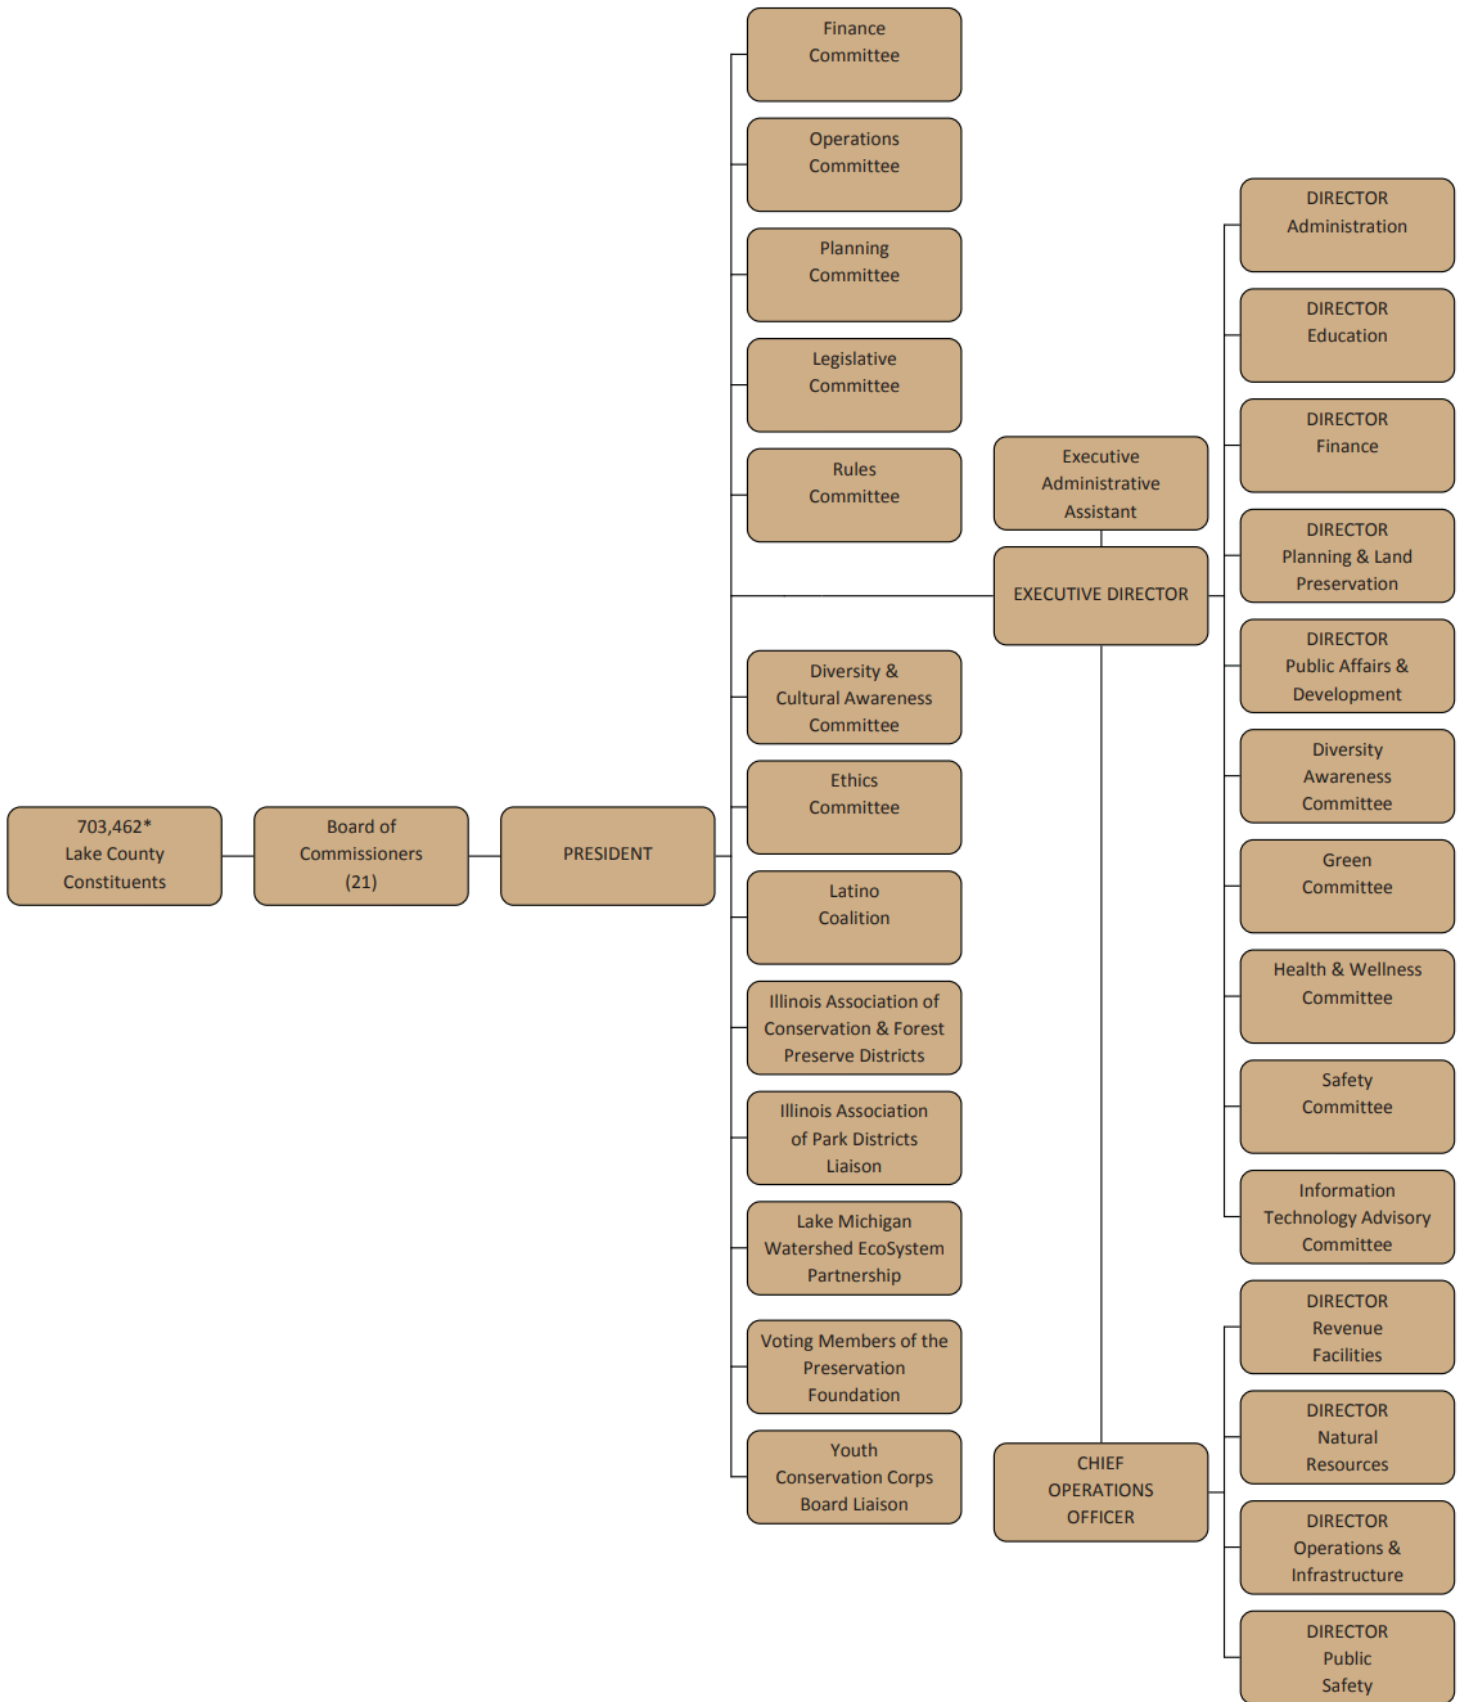 Finance
Committee
Operations
Committee
Planning
Committee
Legislative
Committee
Rules
Committee
Diversity &
Cultural Awareness
Committee
Ethics
Committee
Latino
Coalition
Illinois Association of
Conservation & Forest
Preserve Districts
Illinois Association
of Park Districts
Liaison
Lake Michigan
Watershed EcoSystem
Partnership
Voting Members of the
Preservation
Foundation
Youth
Conservation Corps
Board Liaison
703,462*
Lake County
Constituents
Board of
Commissioners
(21)
PRESIDENT
Executive
Administrative
Assistant
EXECUTIVE DIRECTOR
CHIEF
OPERATIONS
OFFICER
DIRECTOR
Administration
DIRECTOR
Education
DIRECTOR
Finance
DIRECTOR
Planning & Land
Preservation
DIRECTOR
Public Affairs &
Development
Diversity
Awareness
Committee
Green
Committee
Health & Wellness
Committee
Safety
Committee
Information
Technology Advisory
Committee
DIRECTOR
Revenue
Facilities
DIRECTOR
Natural
Resources
DIRECTOR
Operations &
Infrastructure
DIRECTOR
Public
Safety